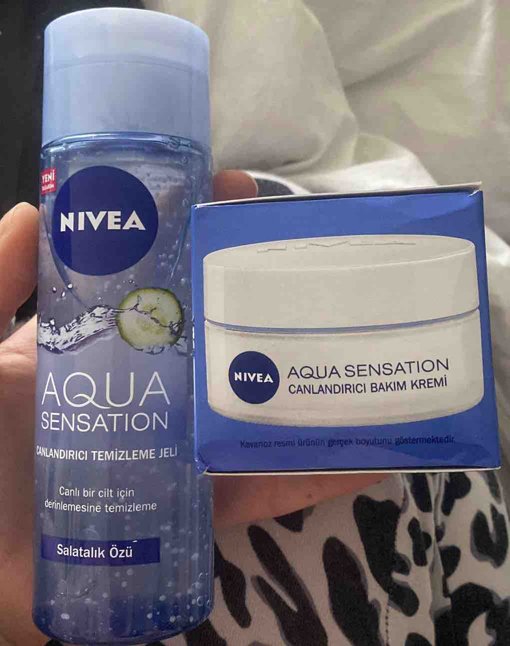 YENİ
NIVEA
AQUA
SENSATION
CANLANDIRICI TEMİZLEME JELİ
Canlı bir cilt için
derinlemesine temizleme
Salatalık Özü
NIVEA
AQUA SENSATION
CANLANDIRICI BAKIM KREMİ
Kavanoz resmi ürünün gerçek boyutunu göstermektedir.